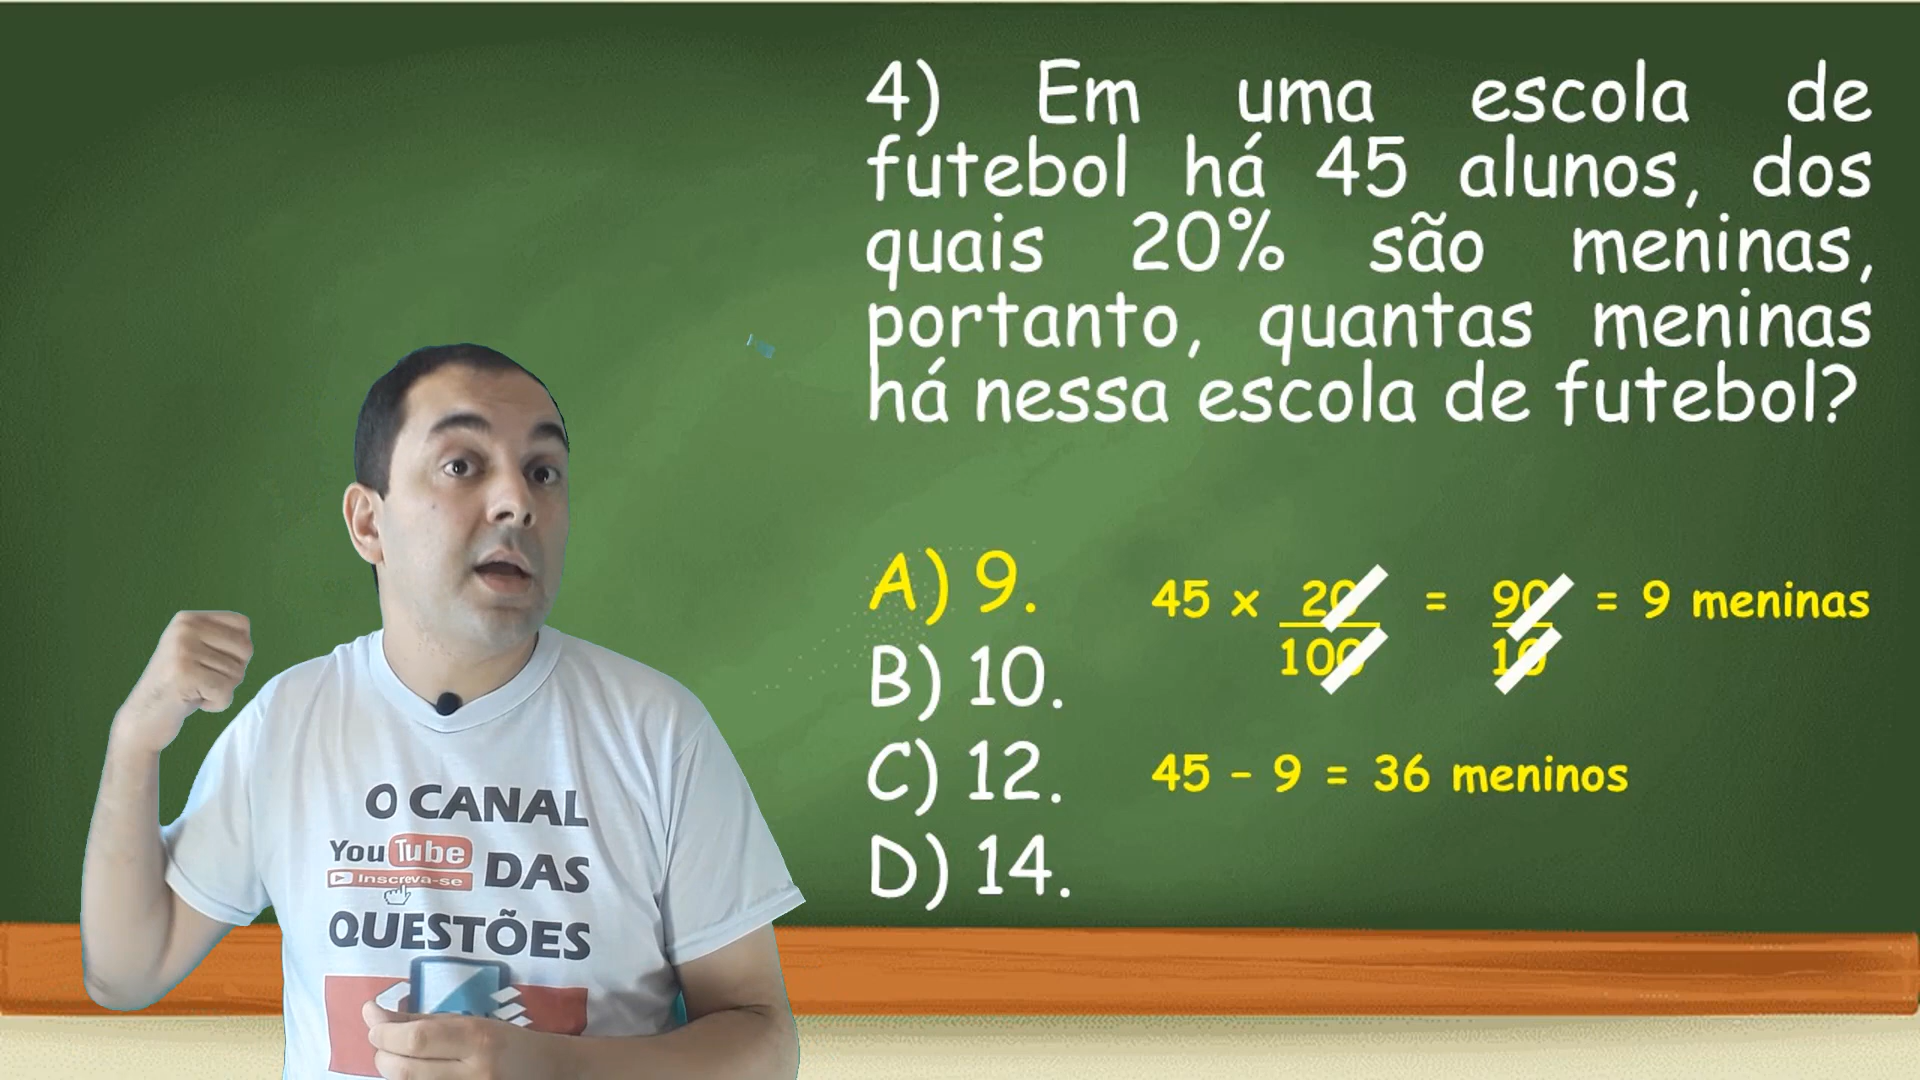 4) Em uma escola de
futebol há 45 alunos, dos
quais 20% são meninas,
portanto, quantas meninas
há nessa escola de futebol?
A) 9.
B) 10.
C) 12.
D) 14.
45 x 20/100 = 90/10 = 9 meninas
45 – 9 = 36 meninos
O CANAL
YouTube
Inscreva-se
DAS
QUESTÕES